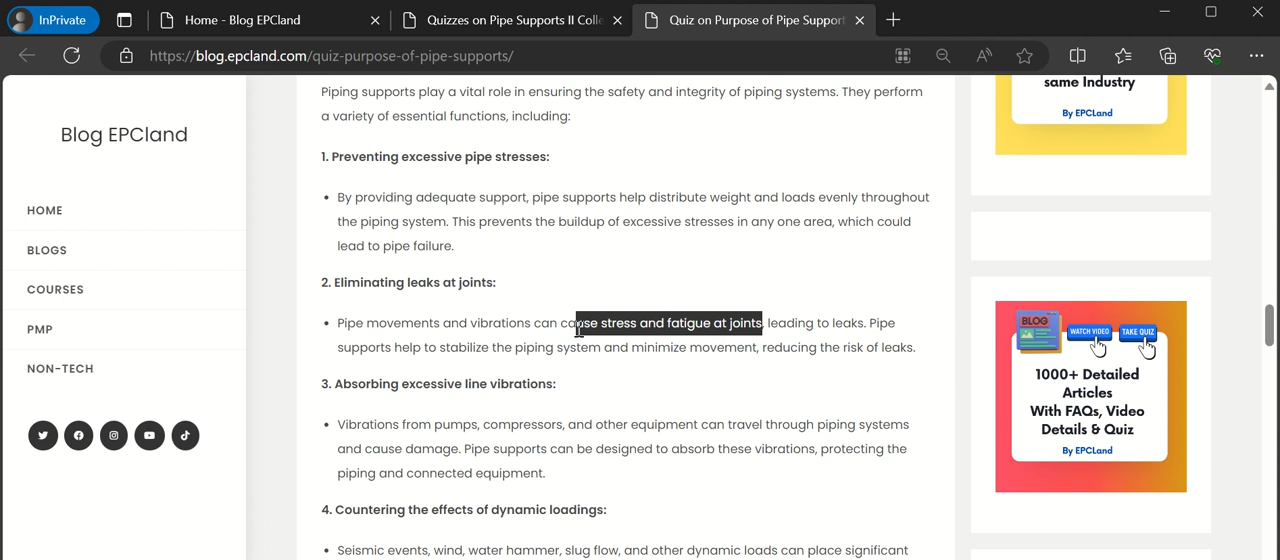 InPrivate
Home - Blog EPCland
Quizzes on Pipe Supports II Colle
Quiz on Purpose of Pipe Support
https://blog.epcland.com/quiz-purpose-of-pipe-supports/
Blog EPCland
HOME
BLOGS
COURSES
PMP
NON-TECH
Piping supports play a vital role in ensuring the safety and integrity of piping systems. They perform
a variety of essential functions, including:
1. Preventing excessive pipe stresses:
• By providing adequate support, pipe supports help distribute weight and loads evenly throughout
the piping system. This prevents the buildup of excessive stresses in any one area, which could
lead to pipe failure.
2. Eliminating leaks at joints:
• Pipe movements and vibrations can cause stress and fatigue at joints, leading to leaks. Pipe
supports help to stabilize the piping system and minimize movement, reducing the risk of leaks.
3. Absorbing excessive line vibrations:
• Vibrations from pumps, compressors, and other equipment can travel through piping systems
and cause damage. Pipe supports can be designed to absorb these vibrations, protecting the
piping and connected equipment.
4. Countering the effects of dynamic loadings:
• Seismic events, wind, water hammer, slug flow, and other dynamic loads can place significant
same Industry
By EPCLand
BLOG
WATCH VIDEO
TAKE QUIZ
1000+ Detailed
Articles
With FAQs, Video
Details & Quiz
By EPCLand